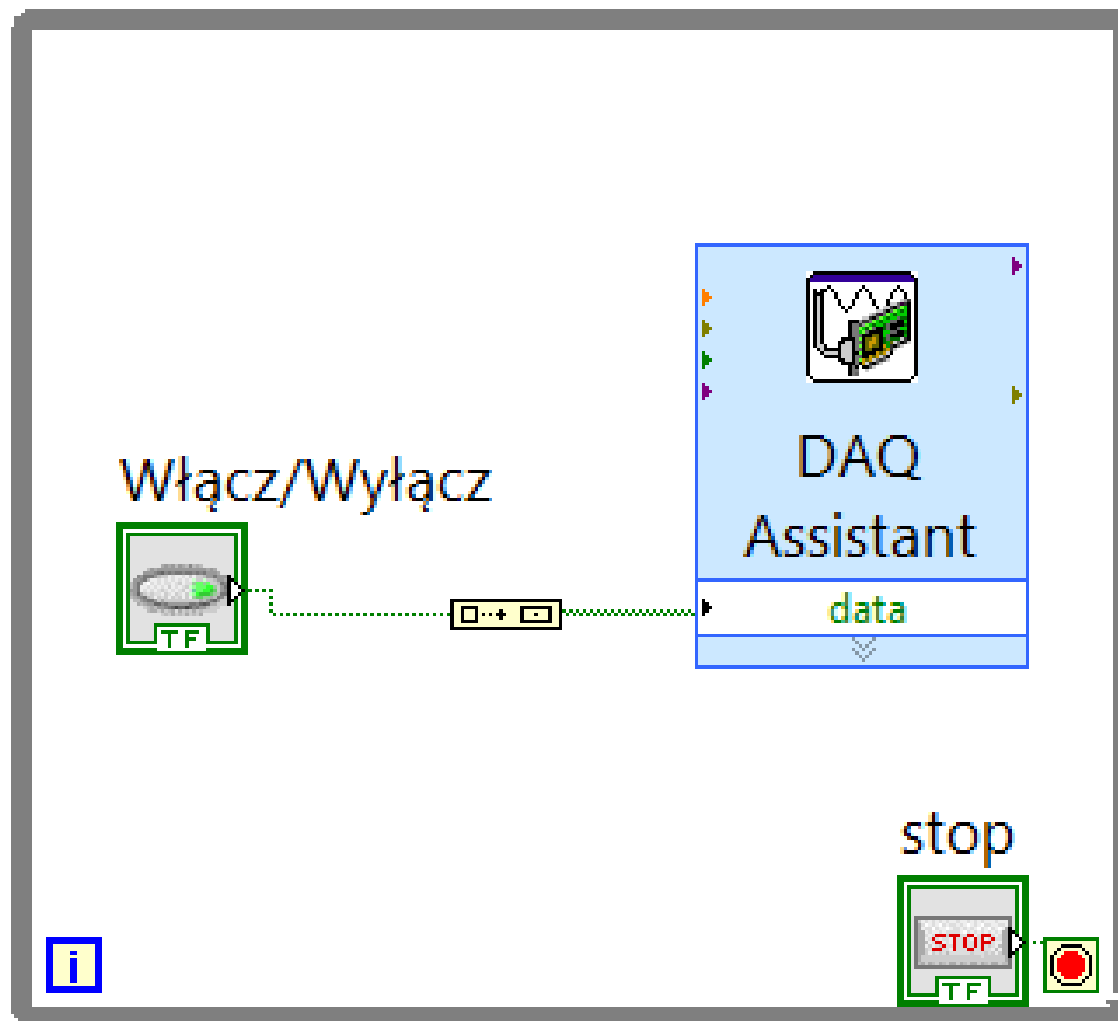 DAQ
Assistant
data
Włącz/Wyłącz
TF
stop
STOP
TF
i